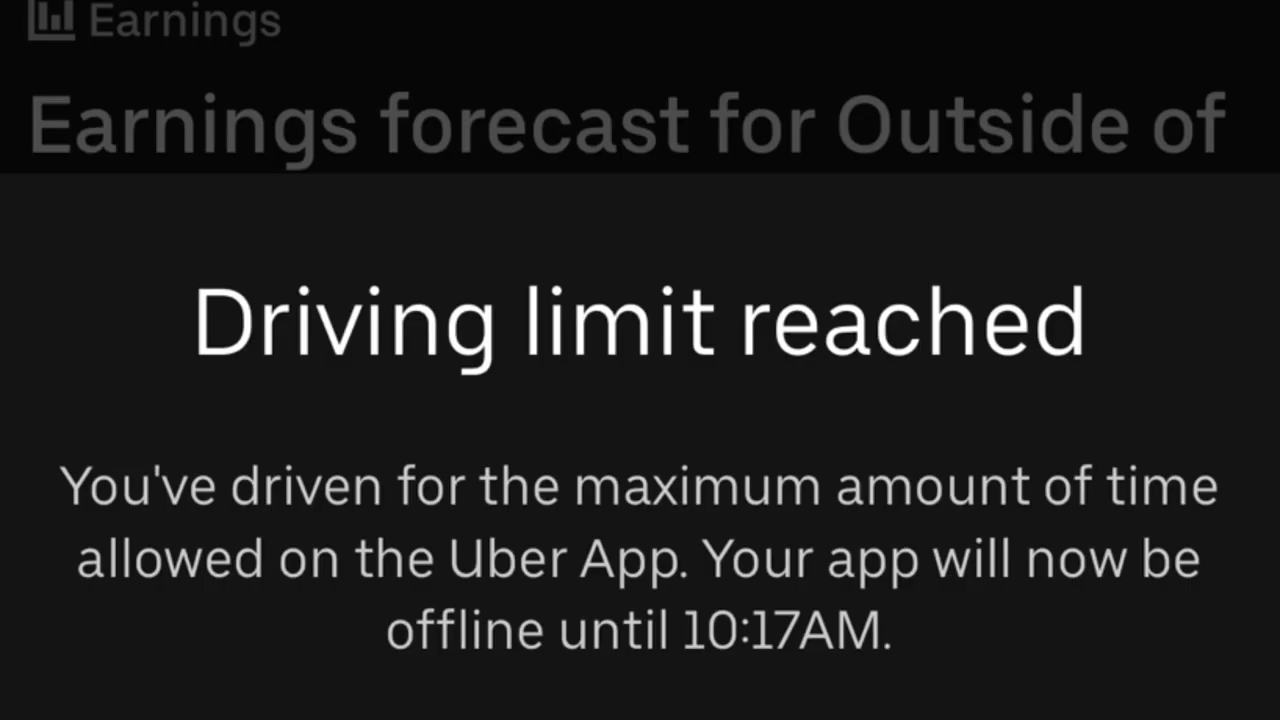 Earnings
Earnings forecast for Outside of
Driving limit reached
You've driven for the maximum amount of time
allowed on the Uber App. Your app will now be
offline until 10:17AM.